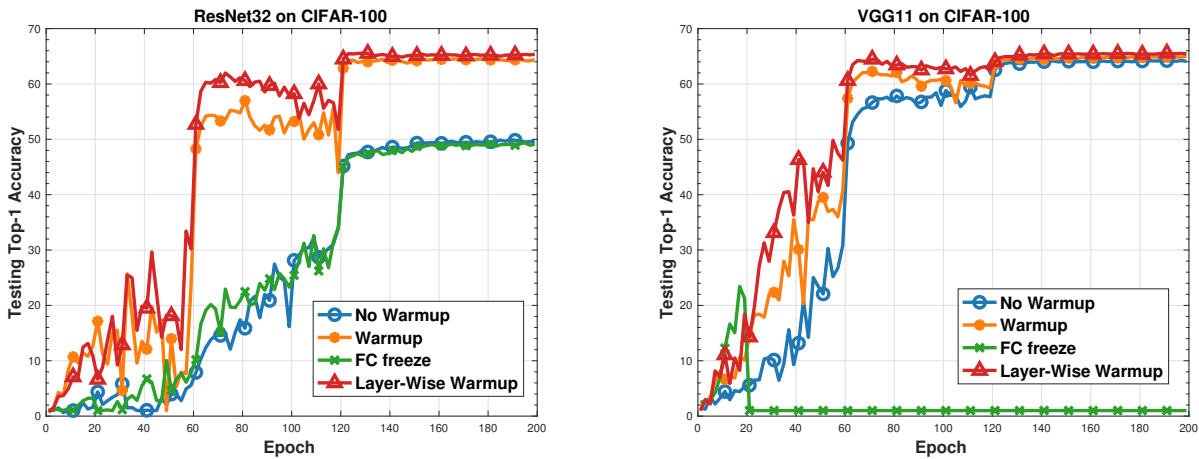 ResNet32 on CIFAR-100
Testing Top-1 Accuracy
70
60
50
40
30
20
10
0
0 20 40 60 80 100 120 140 160 180 200
Epoch
No Warmup
Warmup
FC freeze
Layer-Wise Warmup
VGG11 on CIFAR-100
Testing Top-1 Accuracy
70
60
50
40
30
20
10
0
0 20 40 60 80 100 120 140 160 180 200
Epoch
No Warmup
Warmup
FC freeze
Layer-Wise Warmup